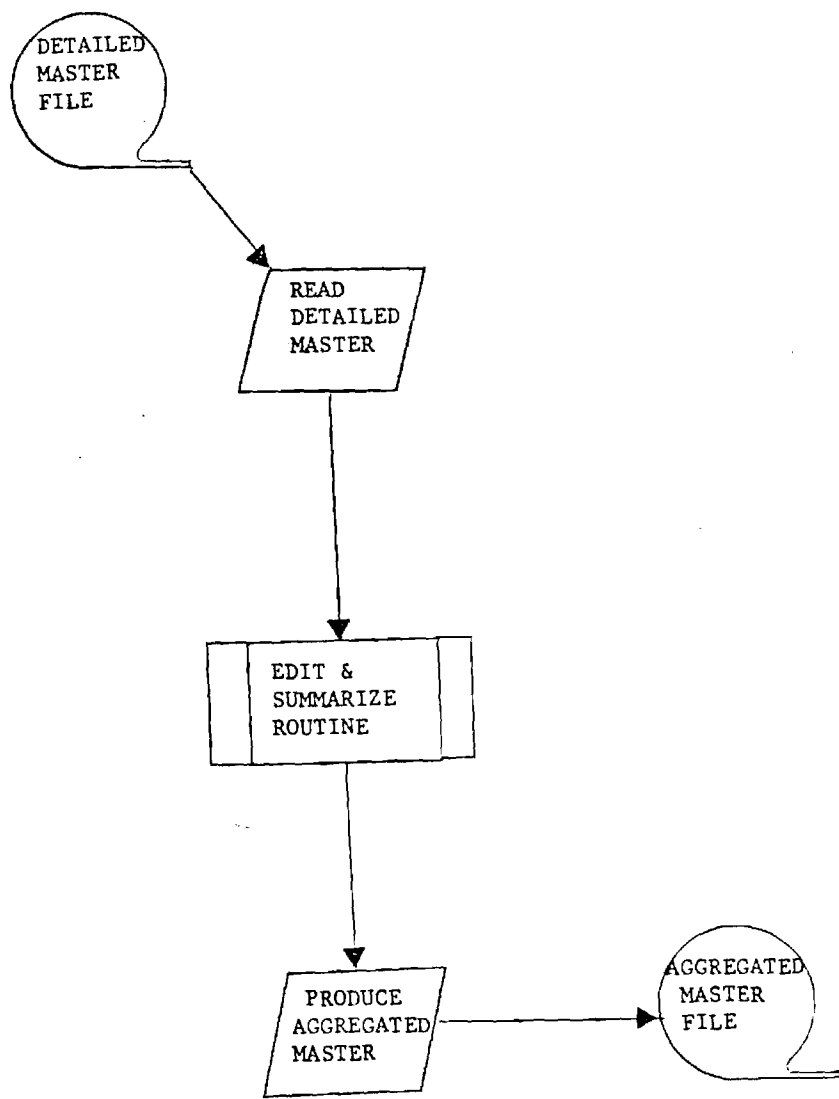 DETAILED
MASTER
FILE
READ
DETAILED
MASTER
EDIT &
SUMMARIZE
ROUTINE
PRODUCE
AGGREGATED
MASTER
AGGREGATED
MASTER
FILE